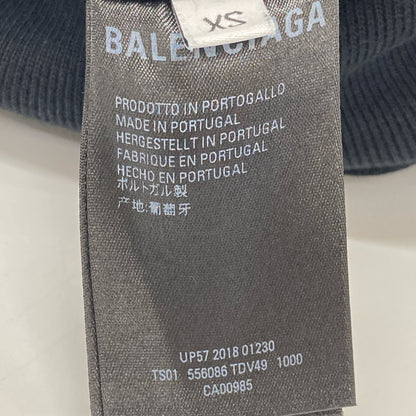 XS
BALENCIAGA
PRODOTTO IN PORTOGALLO
MADE IN PORTUGAL
HERGESTELLT IN PORTUGAL
FABRIQUE EN PORTUGAL
HECHO EN PORTUGAL
ポルトガル製
产地:葡萄牙
UP57 2018 01230
TS01 556086 TDV49 1000
CA00985